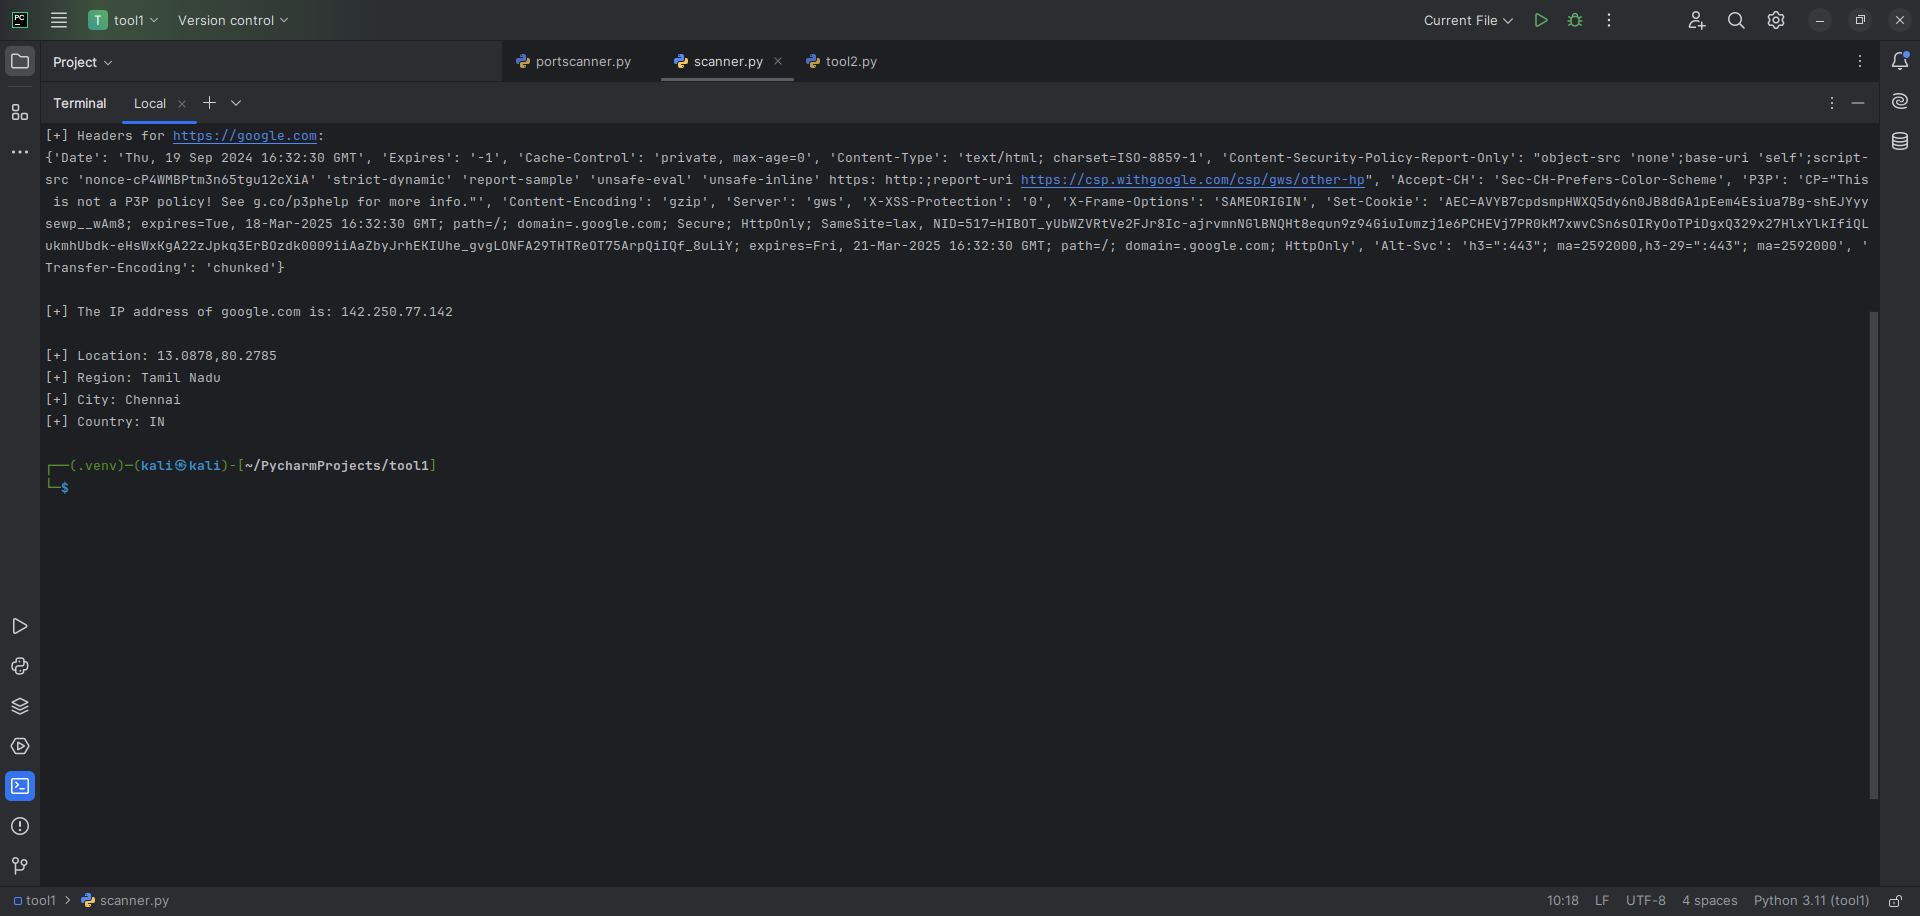 PC
T tool1 Version control Current File
Project portscanner.py scanner.py tool2.py
Terminal Local
[+] Headers for https://google.com:
{'Date': 'Thu, 19 Sep 2024 16:32:30 GMT', 'Expires': '-1', 'Cache-Control': 'private, max-age=0', 'Content-Type': 'text/html; charset=ISO-8859-1', 'Content-Security-Policy-Report-Only': "object-src 'none';base-uri 'self';script-
src 'nonce-cP4WMBPtm3n65tgu12cXiA' 'strict-dynamic' 'report-sample' 'unsafe-eval' 'unsafe-inline' https: http:;report-uri https://csp.withgoogle.com/csp/gws/other-hp", 'Accept-CH': 'Sec-CH-Prefers-Color-Scheme', 'P3P': 'CP="This
is not a P3P policy! See g.co/p3phelp for more info."', 'Content-Encoding': 'gzip', 'Server': 'gws', 'X-XSS-Protection': '0', 'X-Frame-Options': 'SAMEORIGIN', 'Set-Cookie': 'AEC=AVYB7cpdsmpHWXQ5dy6n0JB8dGA1pEem4Esiua7Bg-shEJYyy
sewp__wAm8; expires=Tue, 18-Mar-2025 16:32:30 GMT; path=/; domain=.google.com; Secure; HttpOnly; SameSite=lax, NID=517=HIBOT_yUbWZVRtVe2FJr8Ic-ajrvmnNGlBNQHt8equn9z94GiuIumzj1e6PCHEVj7PR0kM7xwvCSn6sOIRyOoTPiDgxQ329x27HlxYlkIfiQL
ukmhUbdk-eHsWxKgA22zJpkq3ErBOzdk0009iiAaZbyJrhEKIUhe_gvgLONFA29THTReOT75ArpQiIQf_8uLiY; expires=Fri, 21-Mar-2025 16:32:30 GMT; path=/; domain=.google.com; HttpOnly', 'Alt-Svc': 'h3=":443"; ma=2592000,h3-29=":443"; ma=2592000', '
Transfer-Encoding': 'chunked'}
[+] The IP address of google.com is: 142.250.77.142
[+] Location: 13.0878,80.2785
[+] Region: Tamil Nadu
[+] City: Chennai
[+] Country: IN
┌──(.venv)─(kali㉿kali)-[~/PycharmProjects/tool1]
└─$
tool1 > scanner.py 10:18 LF UTF-8 4 spaces Python 3.11 (tool1)